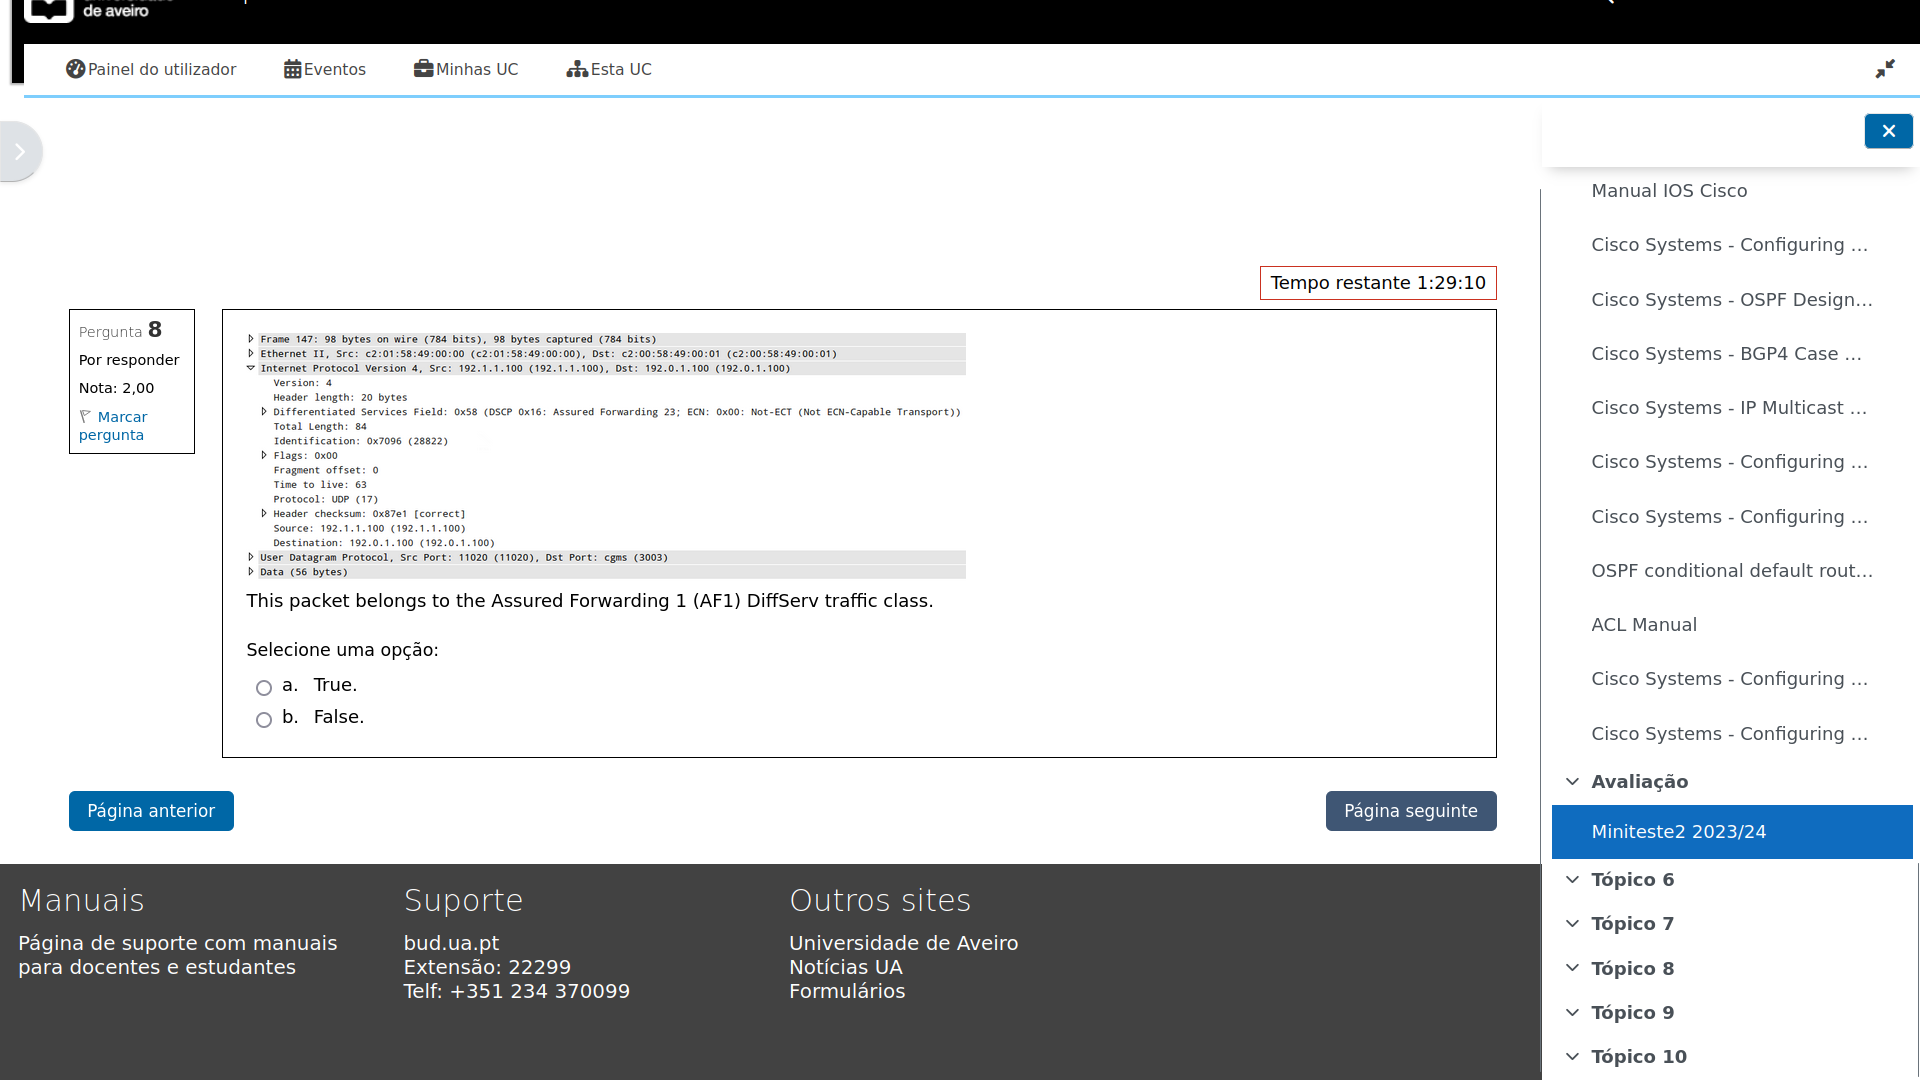 de aveiro
Painel do utilizador
Eventos
Minhas UC
Esta UC
Manual IOS Cisco
Cisco Systems - Configuring ...
Cisco Systems - OSPF Design...
Cisco Systems - BGP4 Case ...
Cisco Systems - IP Multicast ...
Cisco Systems - Configuring ...
Cisco Systems - Configuring ...
OSPF conditional default rout...
ACL Manual
Cisco Systems - Configuring ...
Cisco Systems - Configuring ...
Avaliação
Miniteste2 2023/24
Tópico 6
Tópico 7
Tópico 8
Tópico 9
Tópico 10
Tempo restante 1:29:10
Pergunta 8
Por responder
Nota: 2,00
Marcar
pergunta
Frame 147: 98 bytes on wire (784 bits), 98 bytes captured (784 bits)
Ethernet II, Src: c2:01:58:49:00:00 (c2:01:58:49:00:00), Dst: c2:00:58:49:00:01 (c2:00:58:49:00:01)
Internet Protocol Version 4, Src: 192.1.1.100 (192.1.1.100), Dst: 192.0.1.100 (192.0.1.100)
Version: 4
Header length: 20 bytes
Differentiated Services Field: 0x58 (DSCP 0x16: Assured Forwarding 23; ECN: 0x00: Not-ECT (Not ECN-Capable Transport))
Total Length: 84
Identification: 0x7096 (28822)
Flags: 0x00
Fragment offset: 0
Time to live: 63
Protocol: UDP (17)
Header checksum: 0x87e1 [correct]
Source: 192.1.1.100 (192.1.1.100)
Destination: 192.0.1.100 (192.0.1.100)
User Datagram Protocol, Src Port: 11020 (11020), Dst Port: cgms (3003)
Data (56 bytes)
This packet belongs to the Assured Forwarding 1 (AF1) DiffServ traffic class.
Selecione uma opção:
a. True.
b. False.
Página anterior
Página seguinte
Manuais
Página de suporte com manuais
para docentes e estudantes
Suporte
bud.ua.pt
Extensão: 22299
Telf: +351 234 370099
Outros sites
Universidade de Aveiro
Notícias UA
Formulários